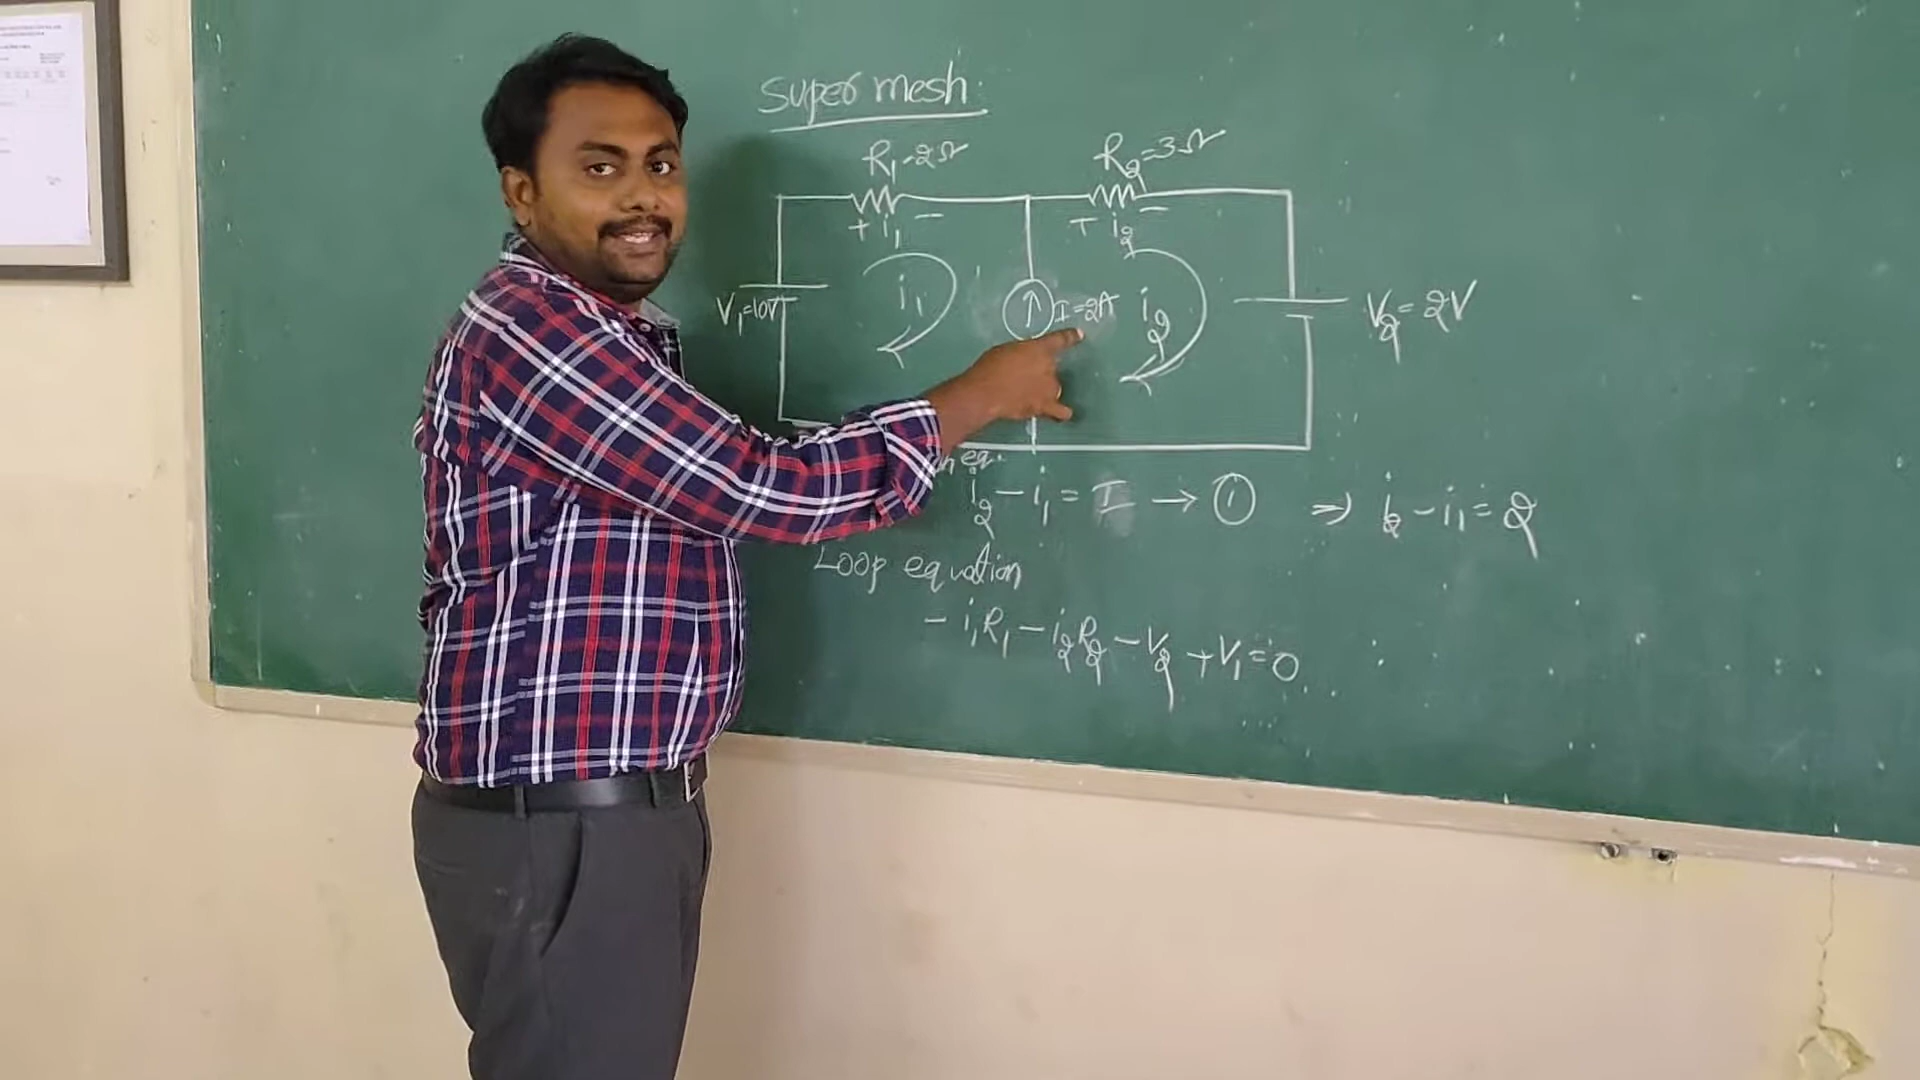 Super mesh.
R1 - 2Ω
R2 = 3Ω
+ i1 -
+ i2 -
V1=10V
i1
I=2A
i2
V2 = 2V
eq.
i2 - i1 = I → ① ⇒ i2 - i1 = 2
Loop equation
- i1R1 - i2R2 - V2 + V1 = 0